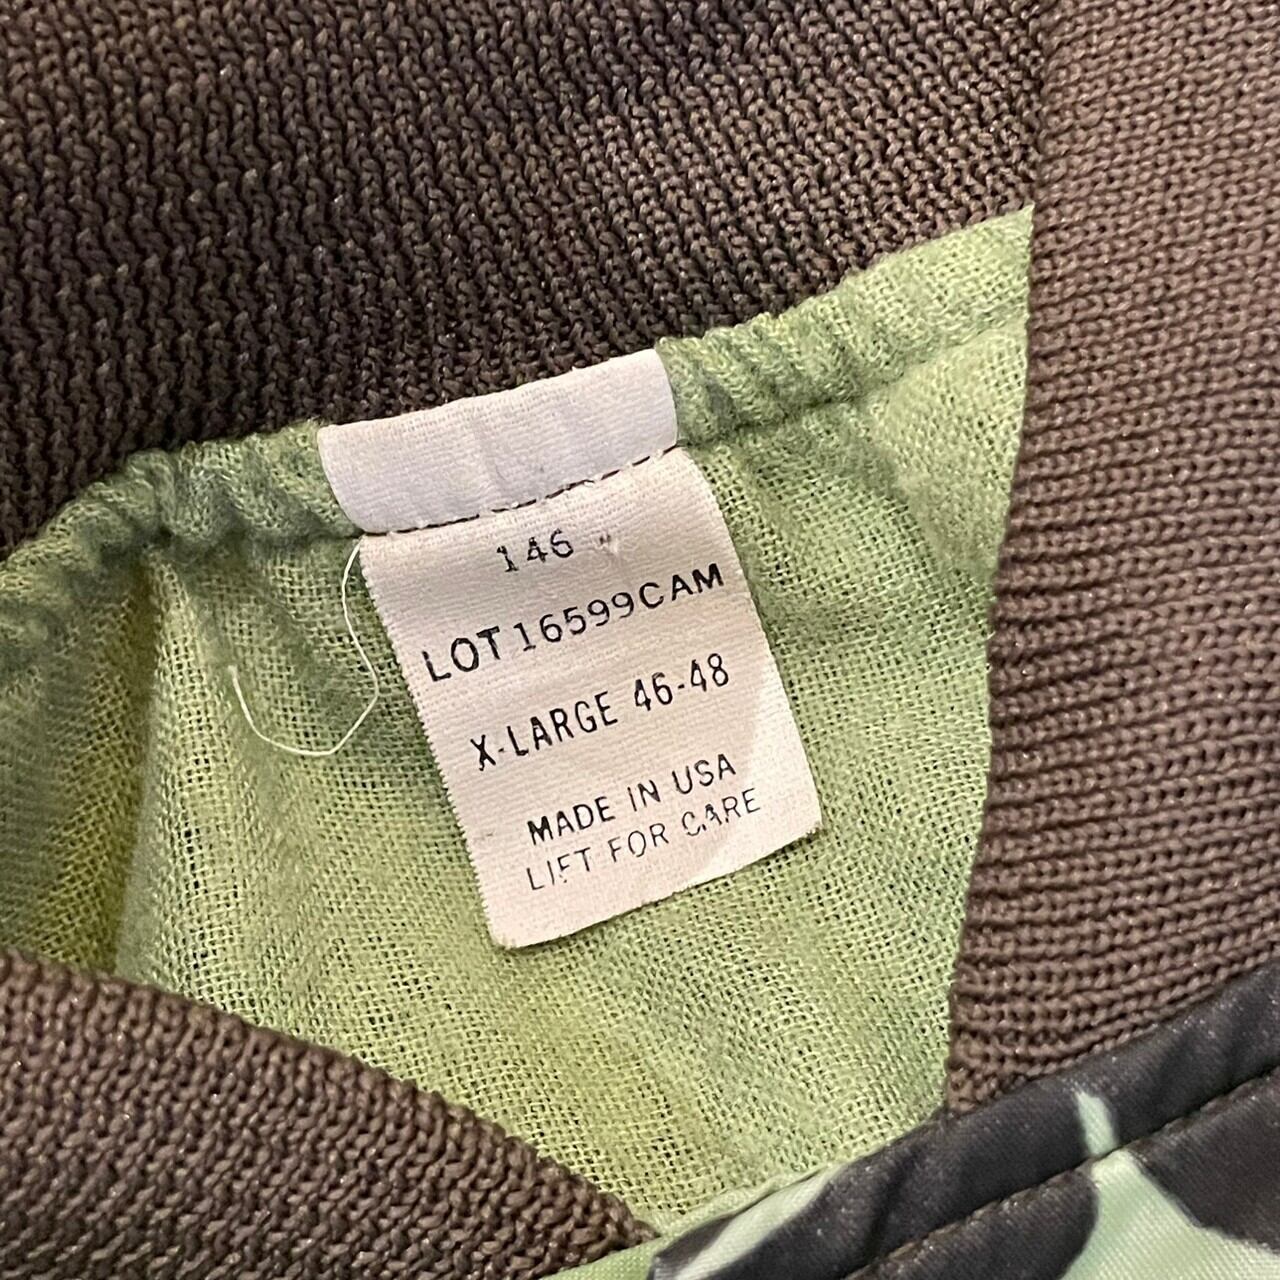 146
LOT 16599CAM
X-LARGE 46-48
MADE IN USA
LIFT FOR CARE